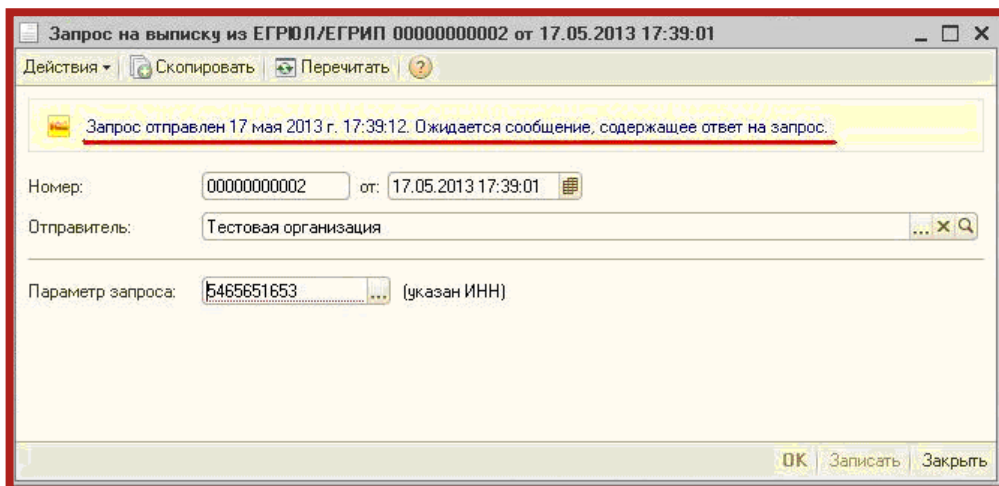 Запрос на выписку из ЕГРЮЛ/ЕГРИП 00000000002 от 17.05.2013 17:39:01
Действия Скопировать Перечитать ?
Запрос отправлен 17 мая 2013 г. 17:39:12. Ожидается сообщение, содержащее ответ на запрос.
Номер: 00000000002 от: 17.05.2013 17:39:01
Отправитель: Тестовая организация ...
Параметр запроса: 5465651653 ... (указан ИНН)
OK Записать Закрыть